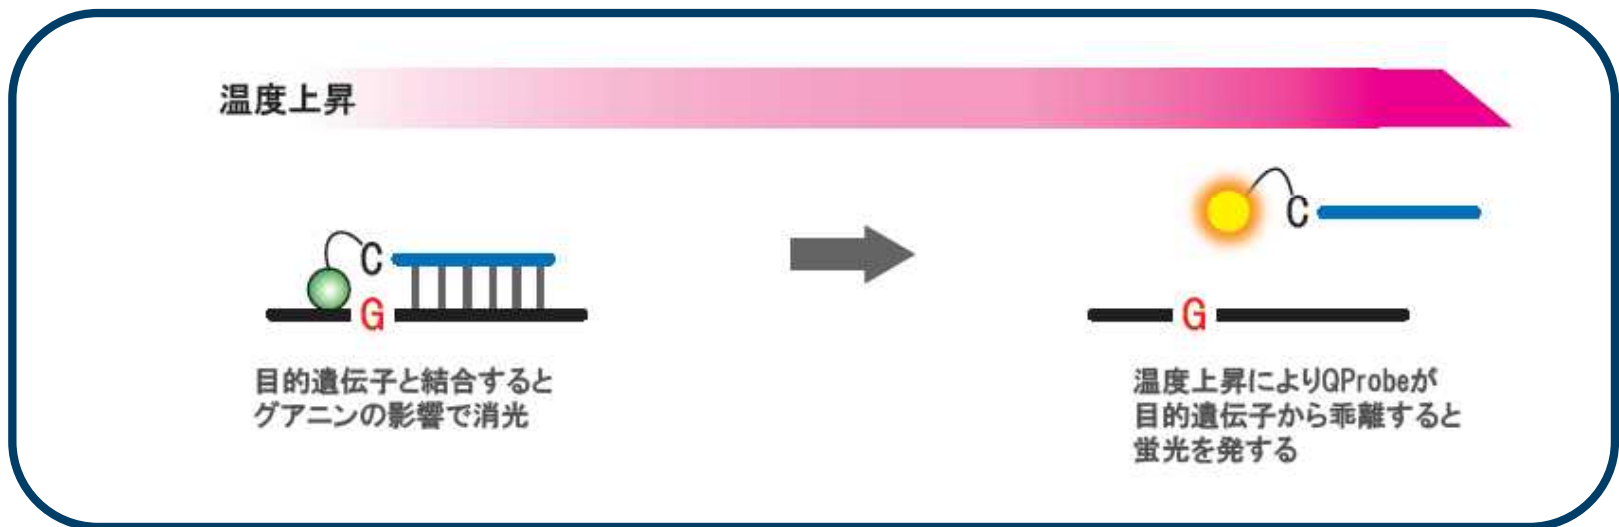 温度上昇
C
G
目的遺伝子と結合すると
グアニンの影響で消光
C
G
温度上昇によりQProbeが
目的遺伝子から乖離すると
蛍光を発する